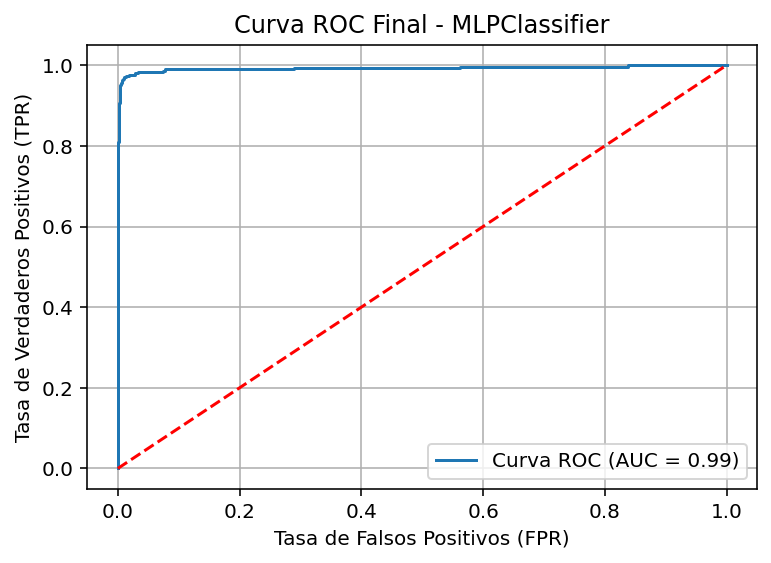 Curva ROC Final - MLPClassifier
Tasa de Verdaderos Positivos (TPR)
1.0
0.8
0.6
0.4
0.2
0.0
Curva ROC (AUC = 0.99)
0.0 0.2 0.4 0.6 0.8 1.0
Tasa de Falsos Positivos (FPR)